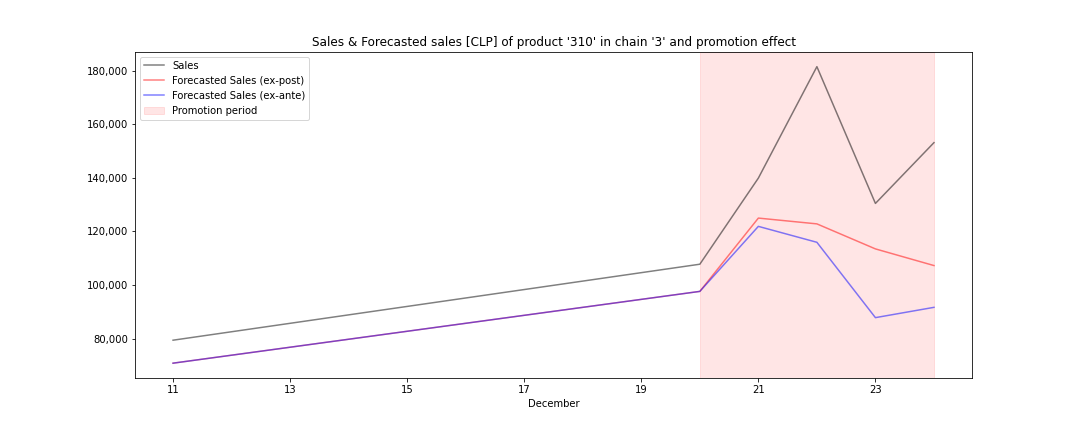 Sales & Forecasted sales [CLP] of product '310' in chain '3' and promotion effect
Sales
Forecasted Sales (ex-post)
Forecasted Sales (ex-ante)
Promotion period
180,000
160,000
140,000
120,000
100,000
80,000
11 13 15 17 19 21 23
December